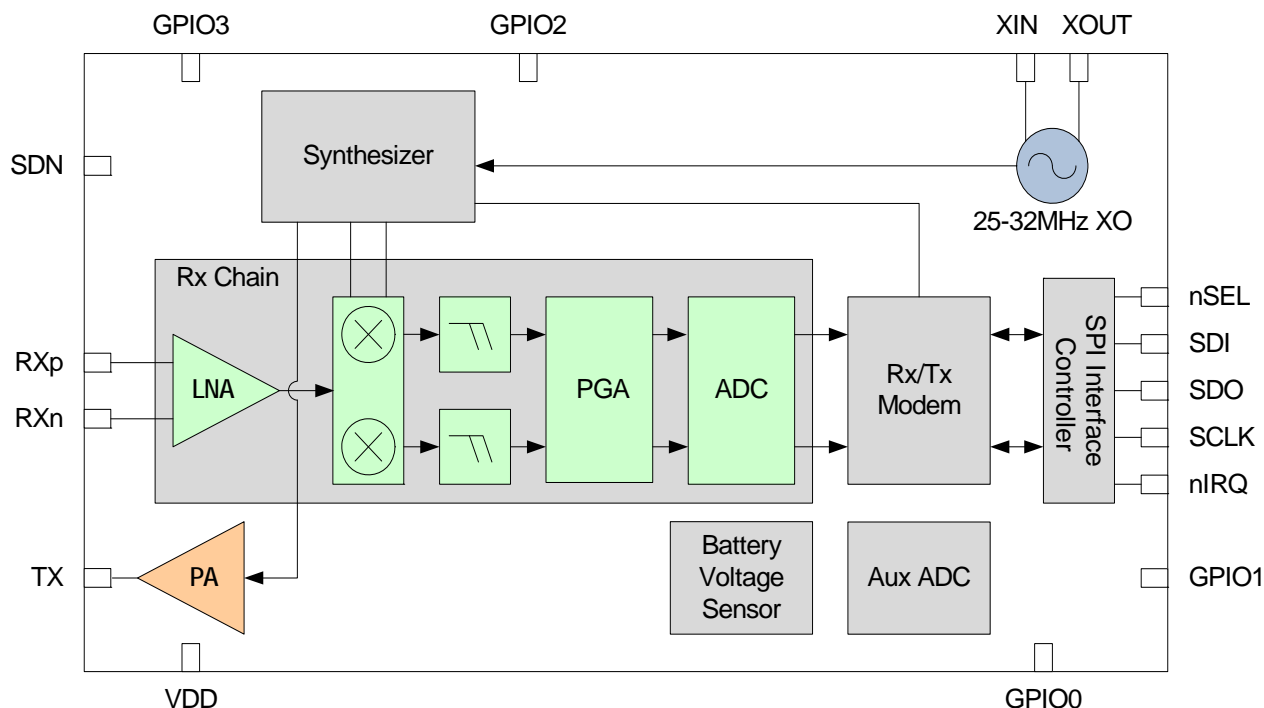 GPIO3
GPIO2
XIN
XOUT
SDN
Synthesizer
25-32MHz XO
Rx Chain
RXp
RXn
LNA
PGA
ADC
Rx/Tx
Modem
SPI Interface
Controller
nSEL
SDI
SDO
SCLK
nIRQ
TX
PA
Battery
Voltage
Sensor
Aux ADC
GPIO1
VDD
GPIO0